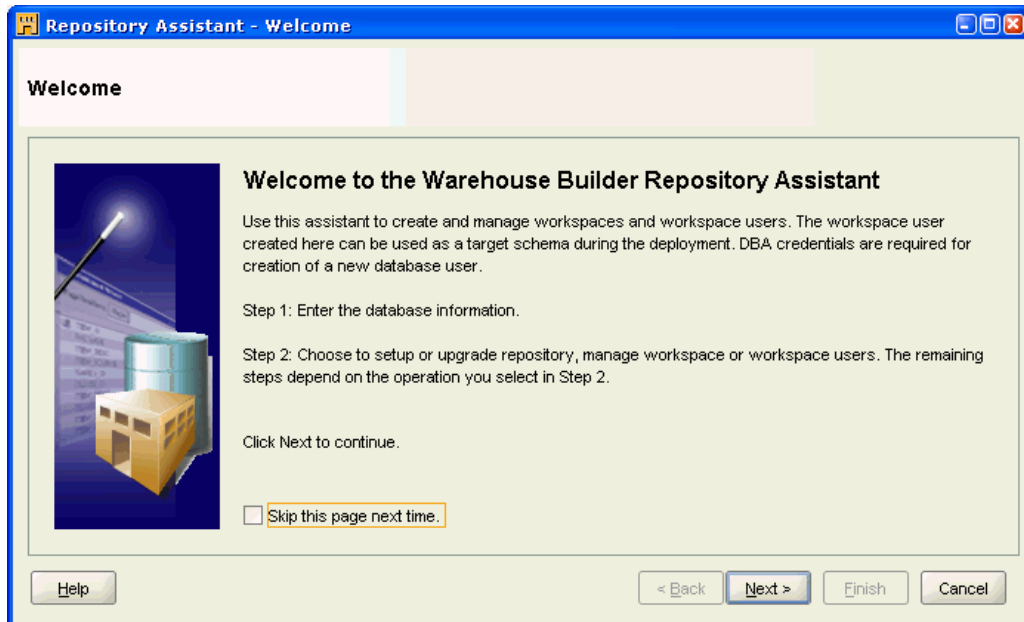 Repository Assistant - Welcome
Welcome
Welcome to the Warehouse Builder Repository Assistant
Use this assistant to create and manage workspaces and workspace users. The workspace user
created here can be used as a target schema during the deployment. DBA credentials are required for
creation of a new database user.
Step 1: Enter the database information.
Step 2: Choose to setup or upgrade repository, manage workspace or workspace users. The remaining
steps depend on the operation you select in Step 2.
Click Next to continue.
Skip this page next time.
Help
< Back
Next >
Finish
Cancel